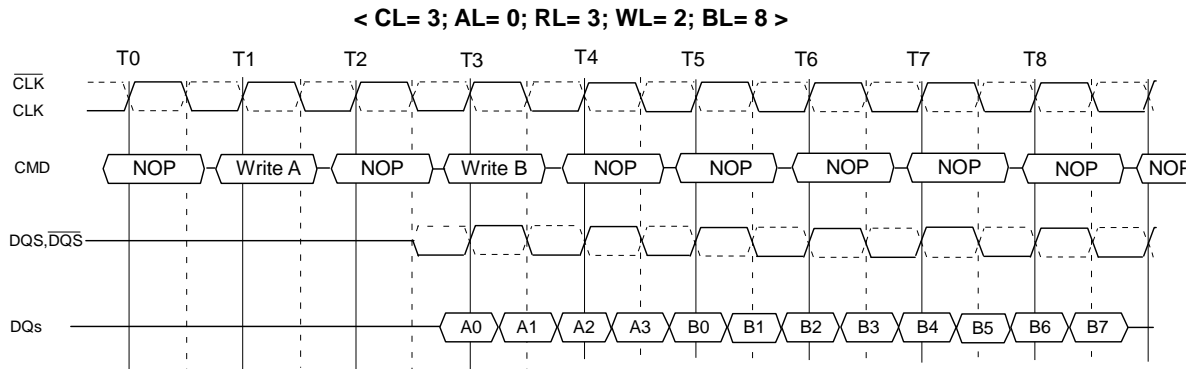 < CL= 3; AL= 0; RL= 3; WL= 2; BL= 8 >
T0 T1 T2 T3 T4 T5 T6 T7 T8
CLK
CLK
CMD NOP Write A NOP Write B NOP NOP NOP NOP NOP NOP
DQS,DQS
DQs A0 A1 A2 A3 B0 B1 B2 B3 B4 B5 B6 B7